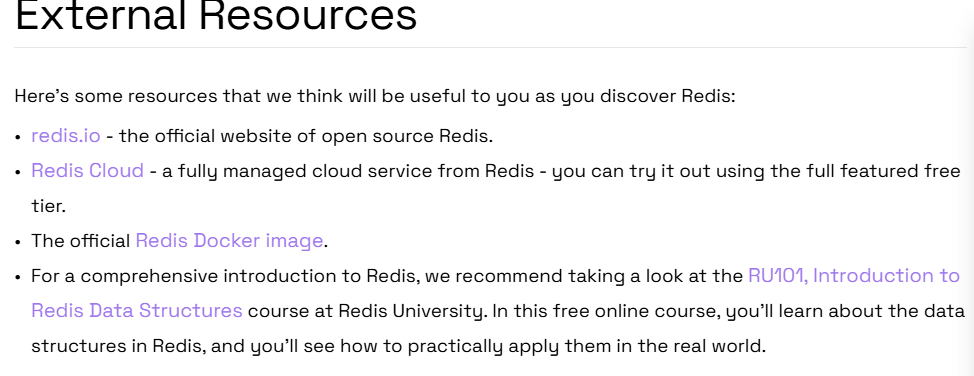 External Resources
Here's some resources that we think will be useful to you as you discover Redis:
• redis.io - the official website of open source Redis.
• Redis Cloud - a fully managed cloud service from Redis - you can try it out using the full featured free
tier.
• The official Redis Docker image.
• For a comprehensive introduction to Redis, we recommend taking a look at the RU101, Introduction to
Redis Data Structures course at Redis University. In this free online course, you'll learn about the data
structures in Redis, and you'll see how to practically apply them in the real world.